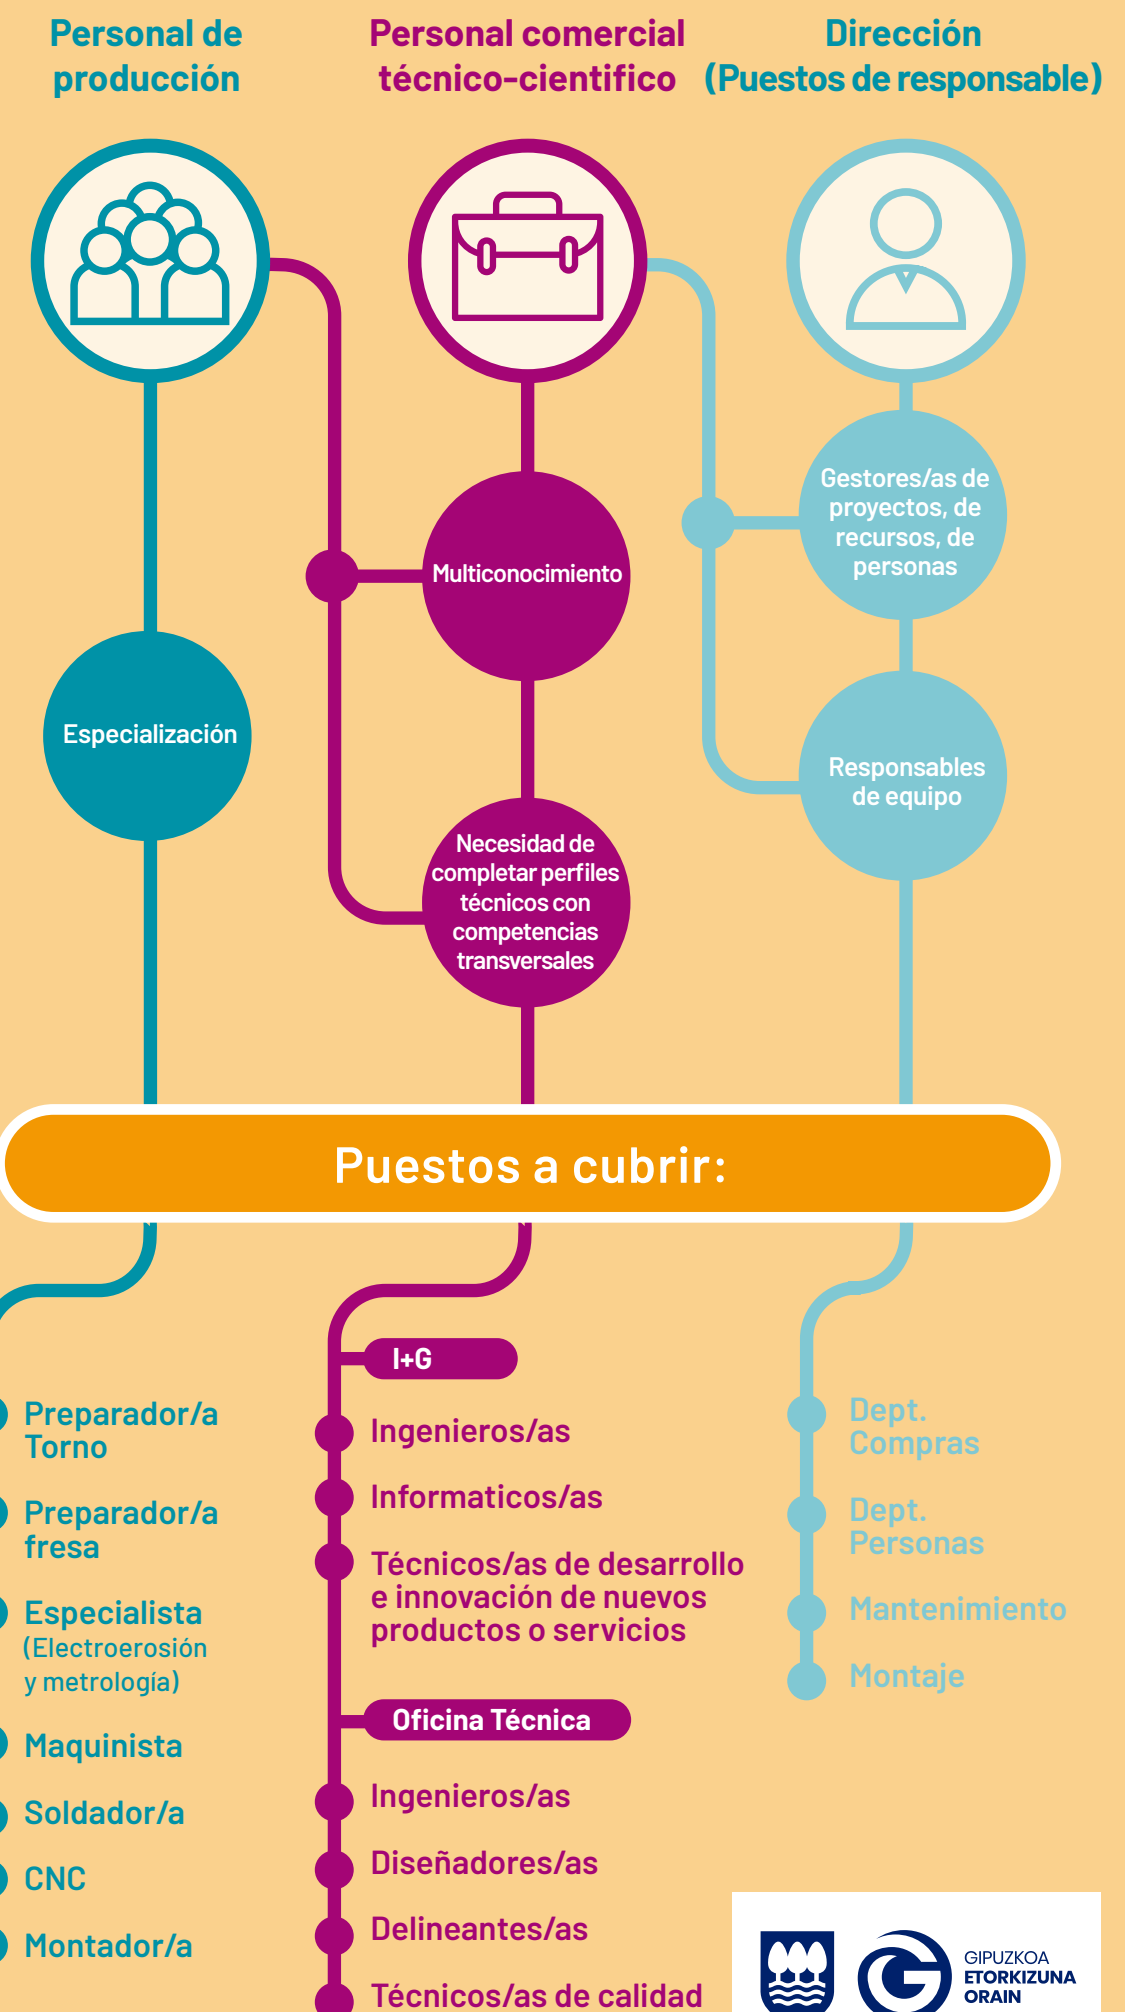 Personal de
producción
Personal comercial
técnico-cientifico
Dirección
(Puestos de responsable)
Especialización
Multiconocimiento
Necesidad de
completar perfiles
técnicos con
competencias
transversales
Gestores/as de
proyectos, de
recursos, de
personas
Responsables
de equipo
Puestos a cubrir:
Preparador/a
Torno
Preparador/a
fresa
Especialista
(Electroerosión
y metrología)
Maquinista
Soldador/a
CNC
Montador/a
I+G
Ingenieros/as
Informaticos/as
Técnicos/as de desarrollo
e innovación de nuevos
productos o servicios
Oficina Técnica
Ingenieros/as
Diseñadores/as
Delineantes/as
Técnicos/as de calidad
Dept.
Compras
Dept.
Personas
Mantenimiento
Montaje
GIPUZKOA
ETORKIZUNA
ORAIN